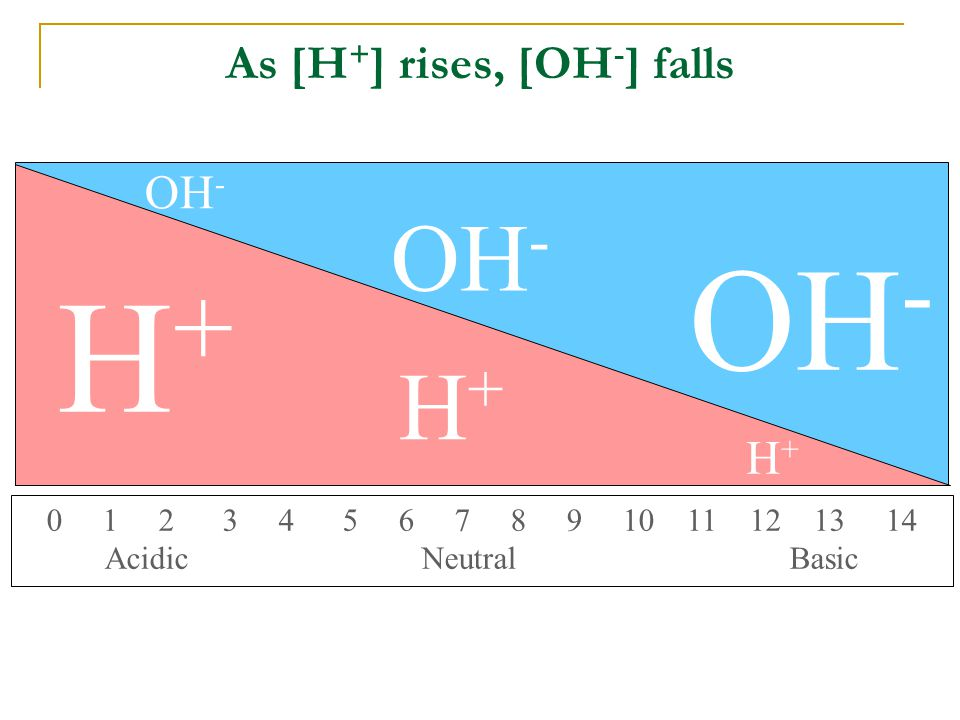 As [H⁺] rises, [OH⁻] falls
OH⁻
OH⁻
OH⁻
H⁺
H⁺
H⁺
0 1 2 3 4 5 6 7 8 9 10 11 12 13 14
Acidic Neutral Basic